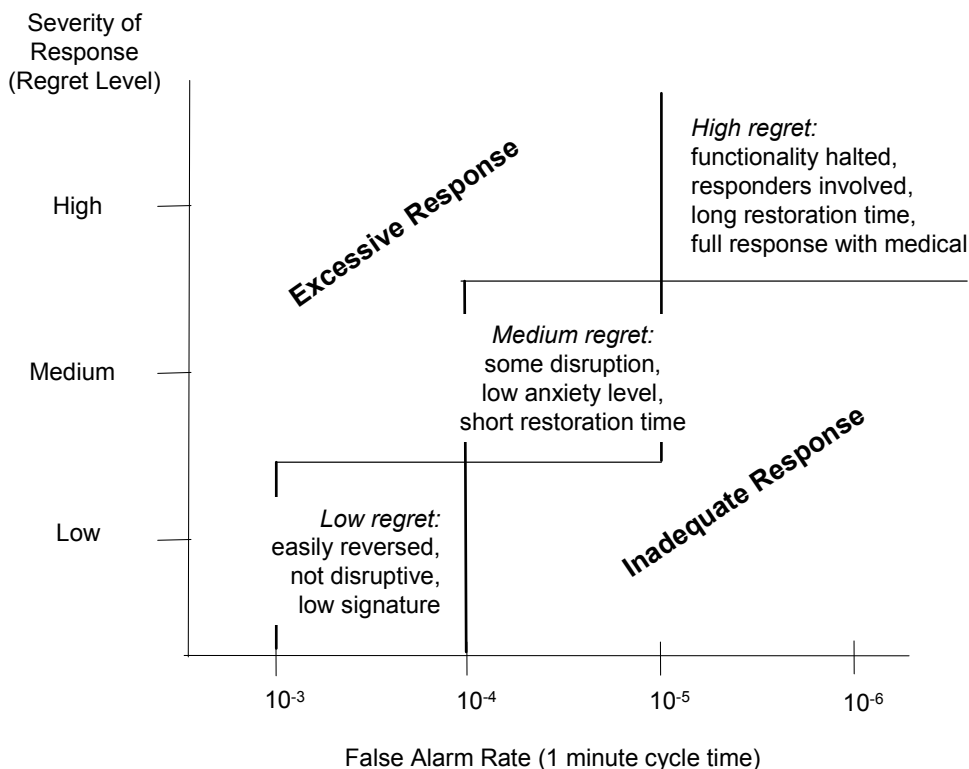 Severity of
Response
(Regret Level)
High
Medium
Low
Excessive Response
High regret:
functionality halted,
responders involved,
long restoration time,
full response with medical
Medium regret:
some disruption,
low anxiety level,
short restoration time
Low regret:
easily reversed,
not disruptive,
low signature
Inadequate Response
10⁻³
10⁻⁴
10⁻⁵
10⁻⁶
False Alarm Rate (1 minute cycle time)